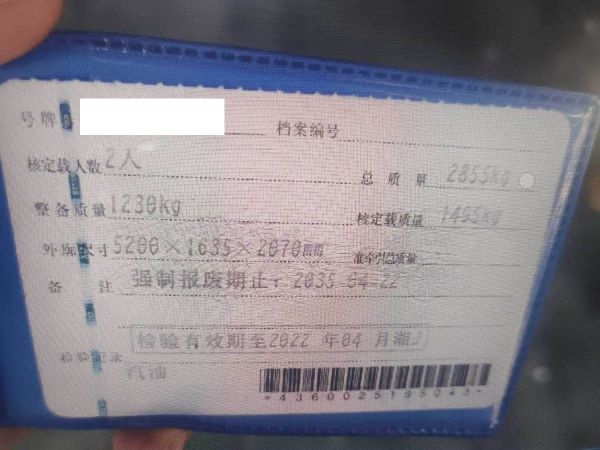 号牌
档案编号
核定载人数 2人
总质量 2855kg
整备质量 1230kg
核定载质量 1495kg
外廓尺寸 5200×1635×2070mm
准牵引总质量
备注 强制报废期止：2035-04-22
检验有效期至2022 年04 月湘
检验记录
汽油
*4360025195043*